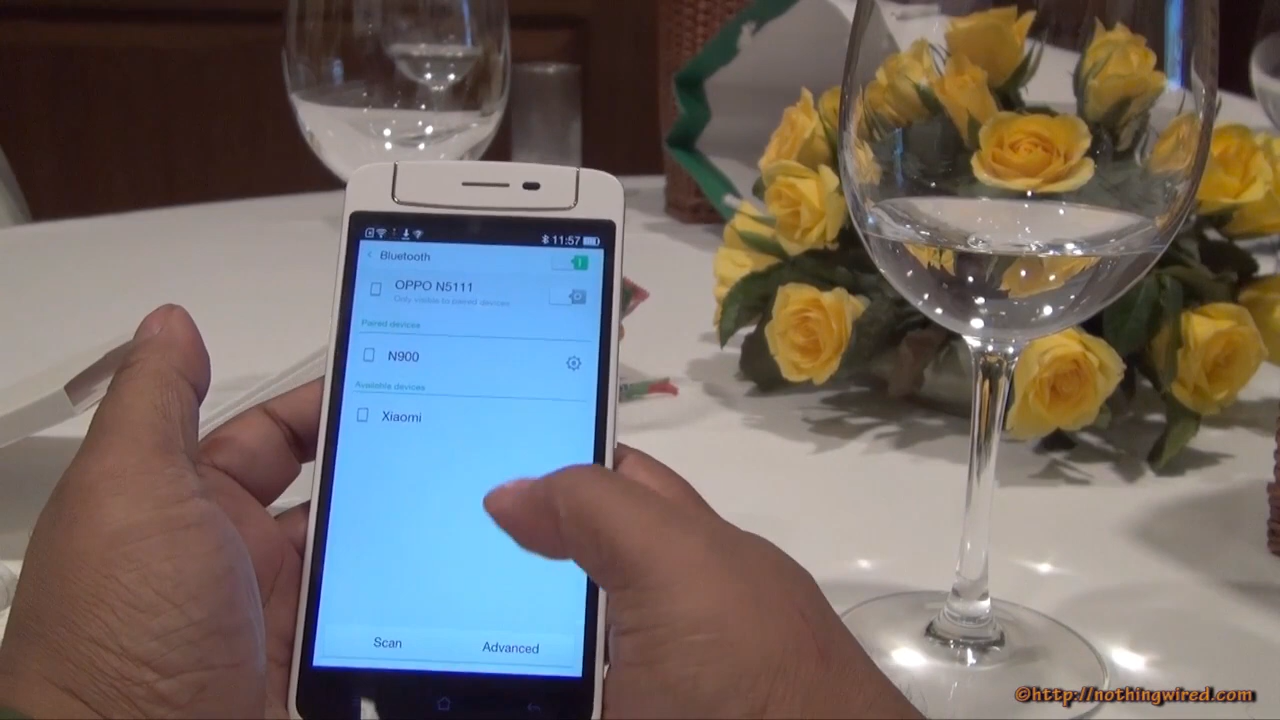 11:57
Bluetooth
OPPO N5111
Only visible to paired devices
Paired devices
N900
Available devices
Xiaomi
Scan Advanced
©http://nothingwired.com